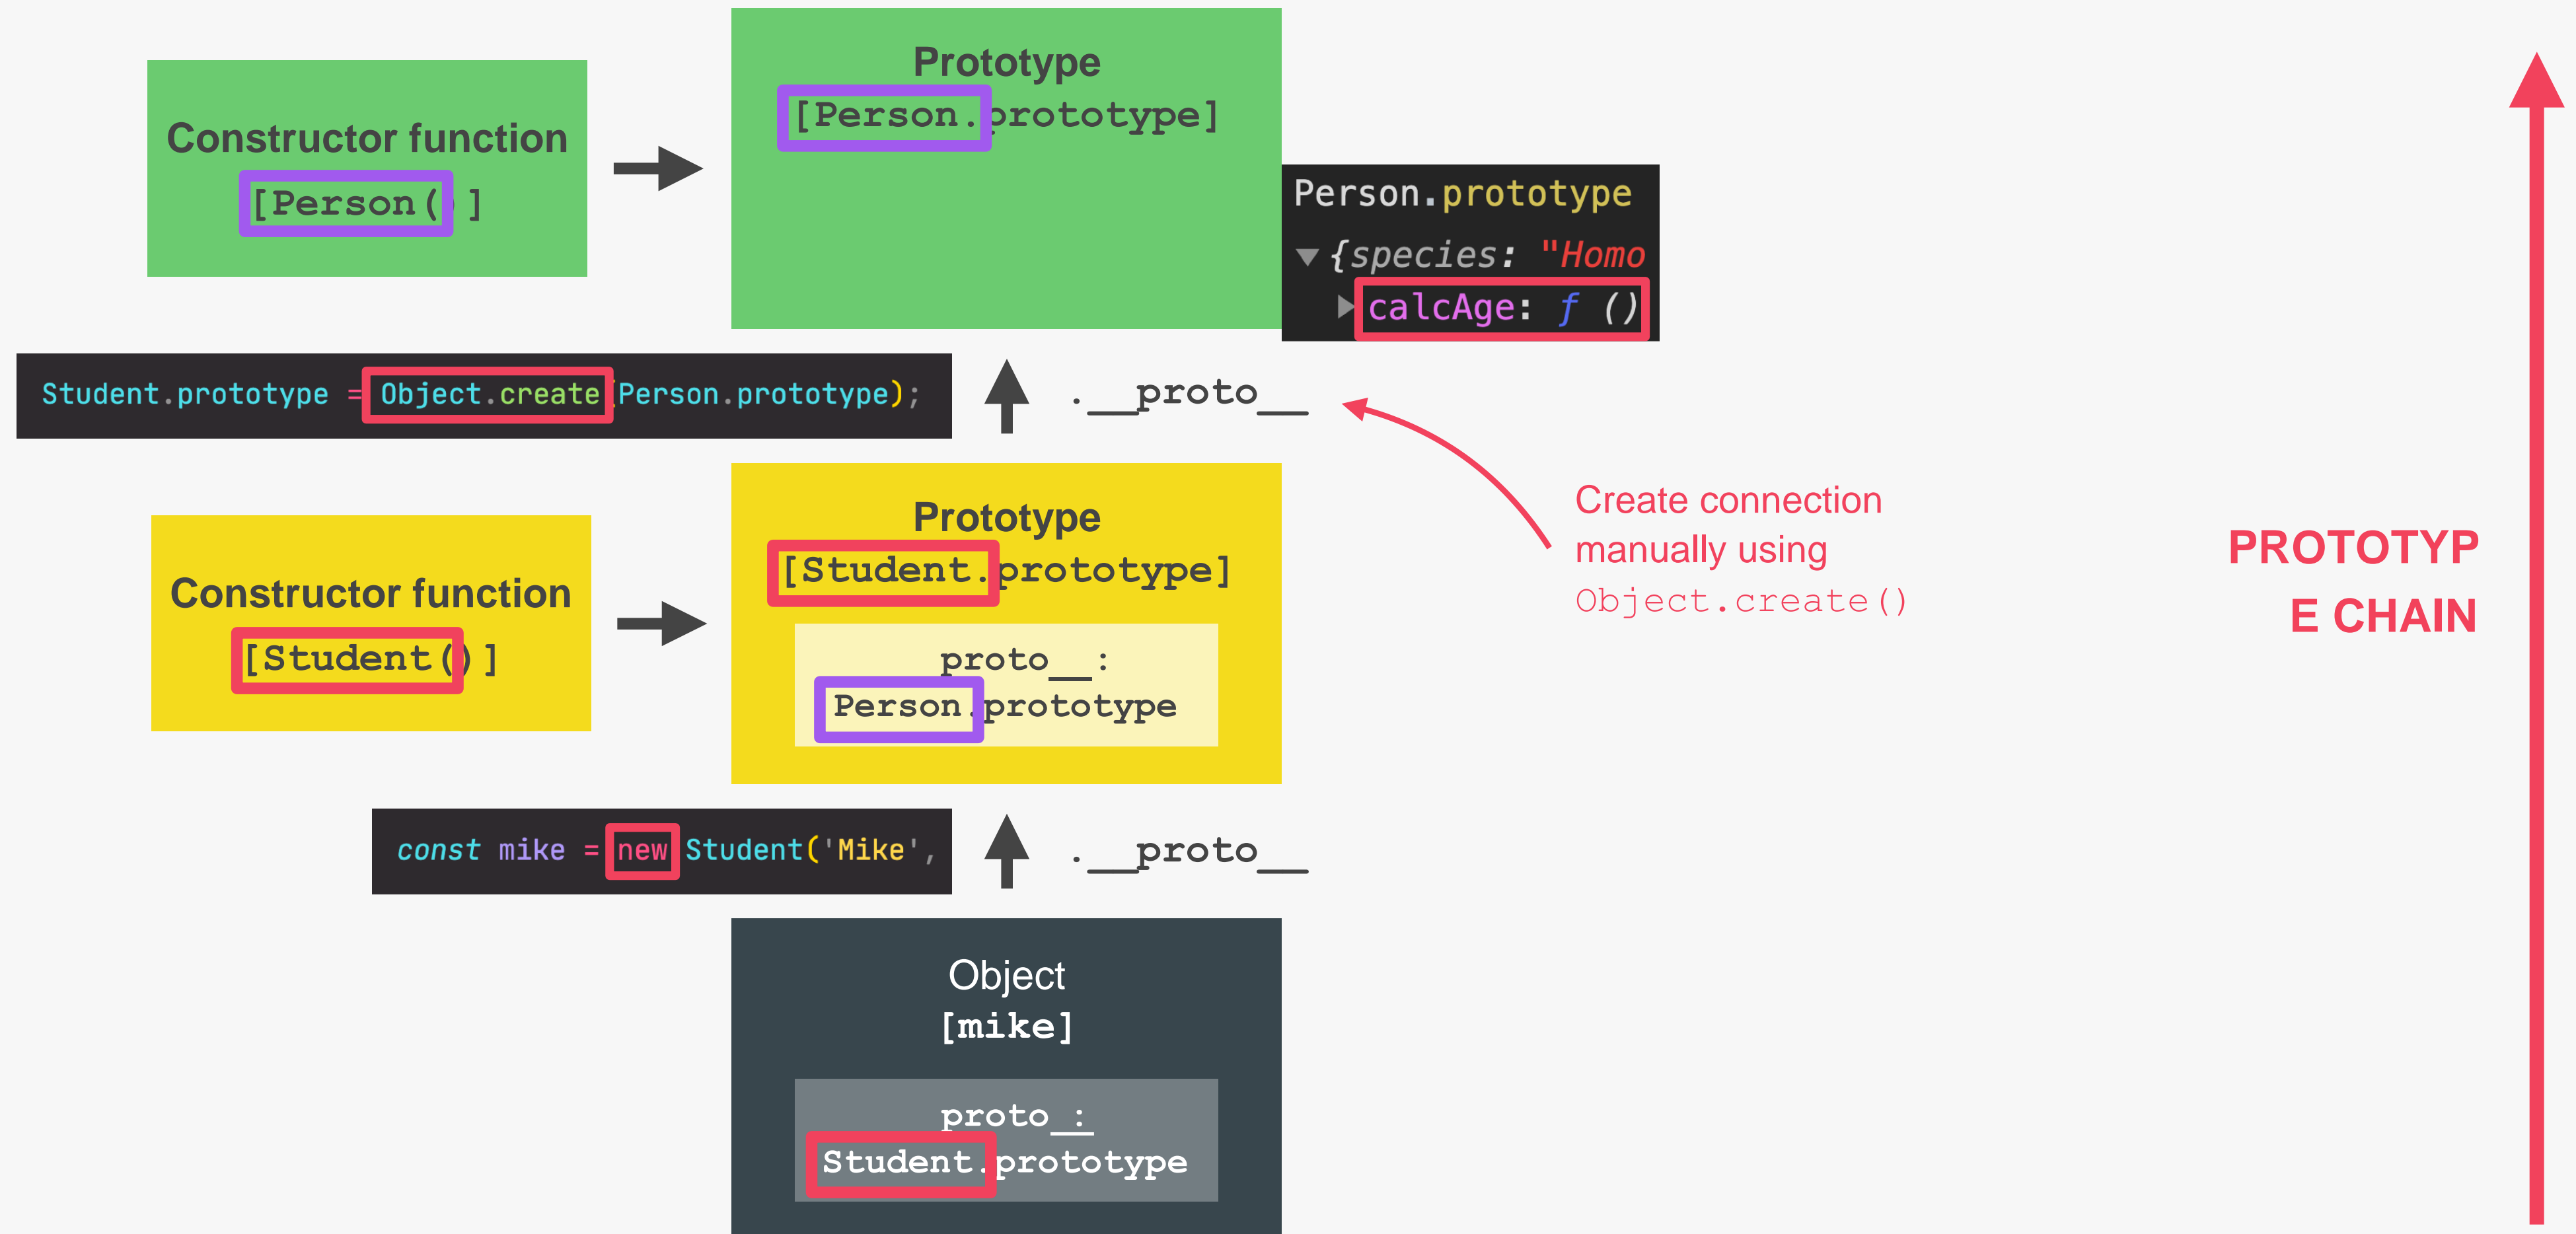 Prototype
[Person.prototype]
Constructor function
[Person()]
Person.prototype
{species: "Homo
calcAge: ƒ ()
Student.prototype = Object.create(Person.prototype);
.__proto__
Create connection
manually using
Object.create()
PROTOTYP
E CHAIN
Prototype
[Student.prototype]
Constructor function
[Student()]
proto__:
Person.prototype
const mike = new Student('Mike',
.__proto__
Object
[mike]
proto_:
Student.prototype